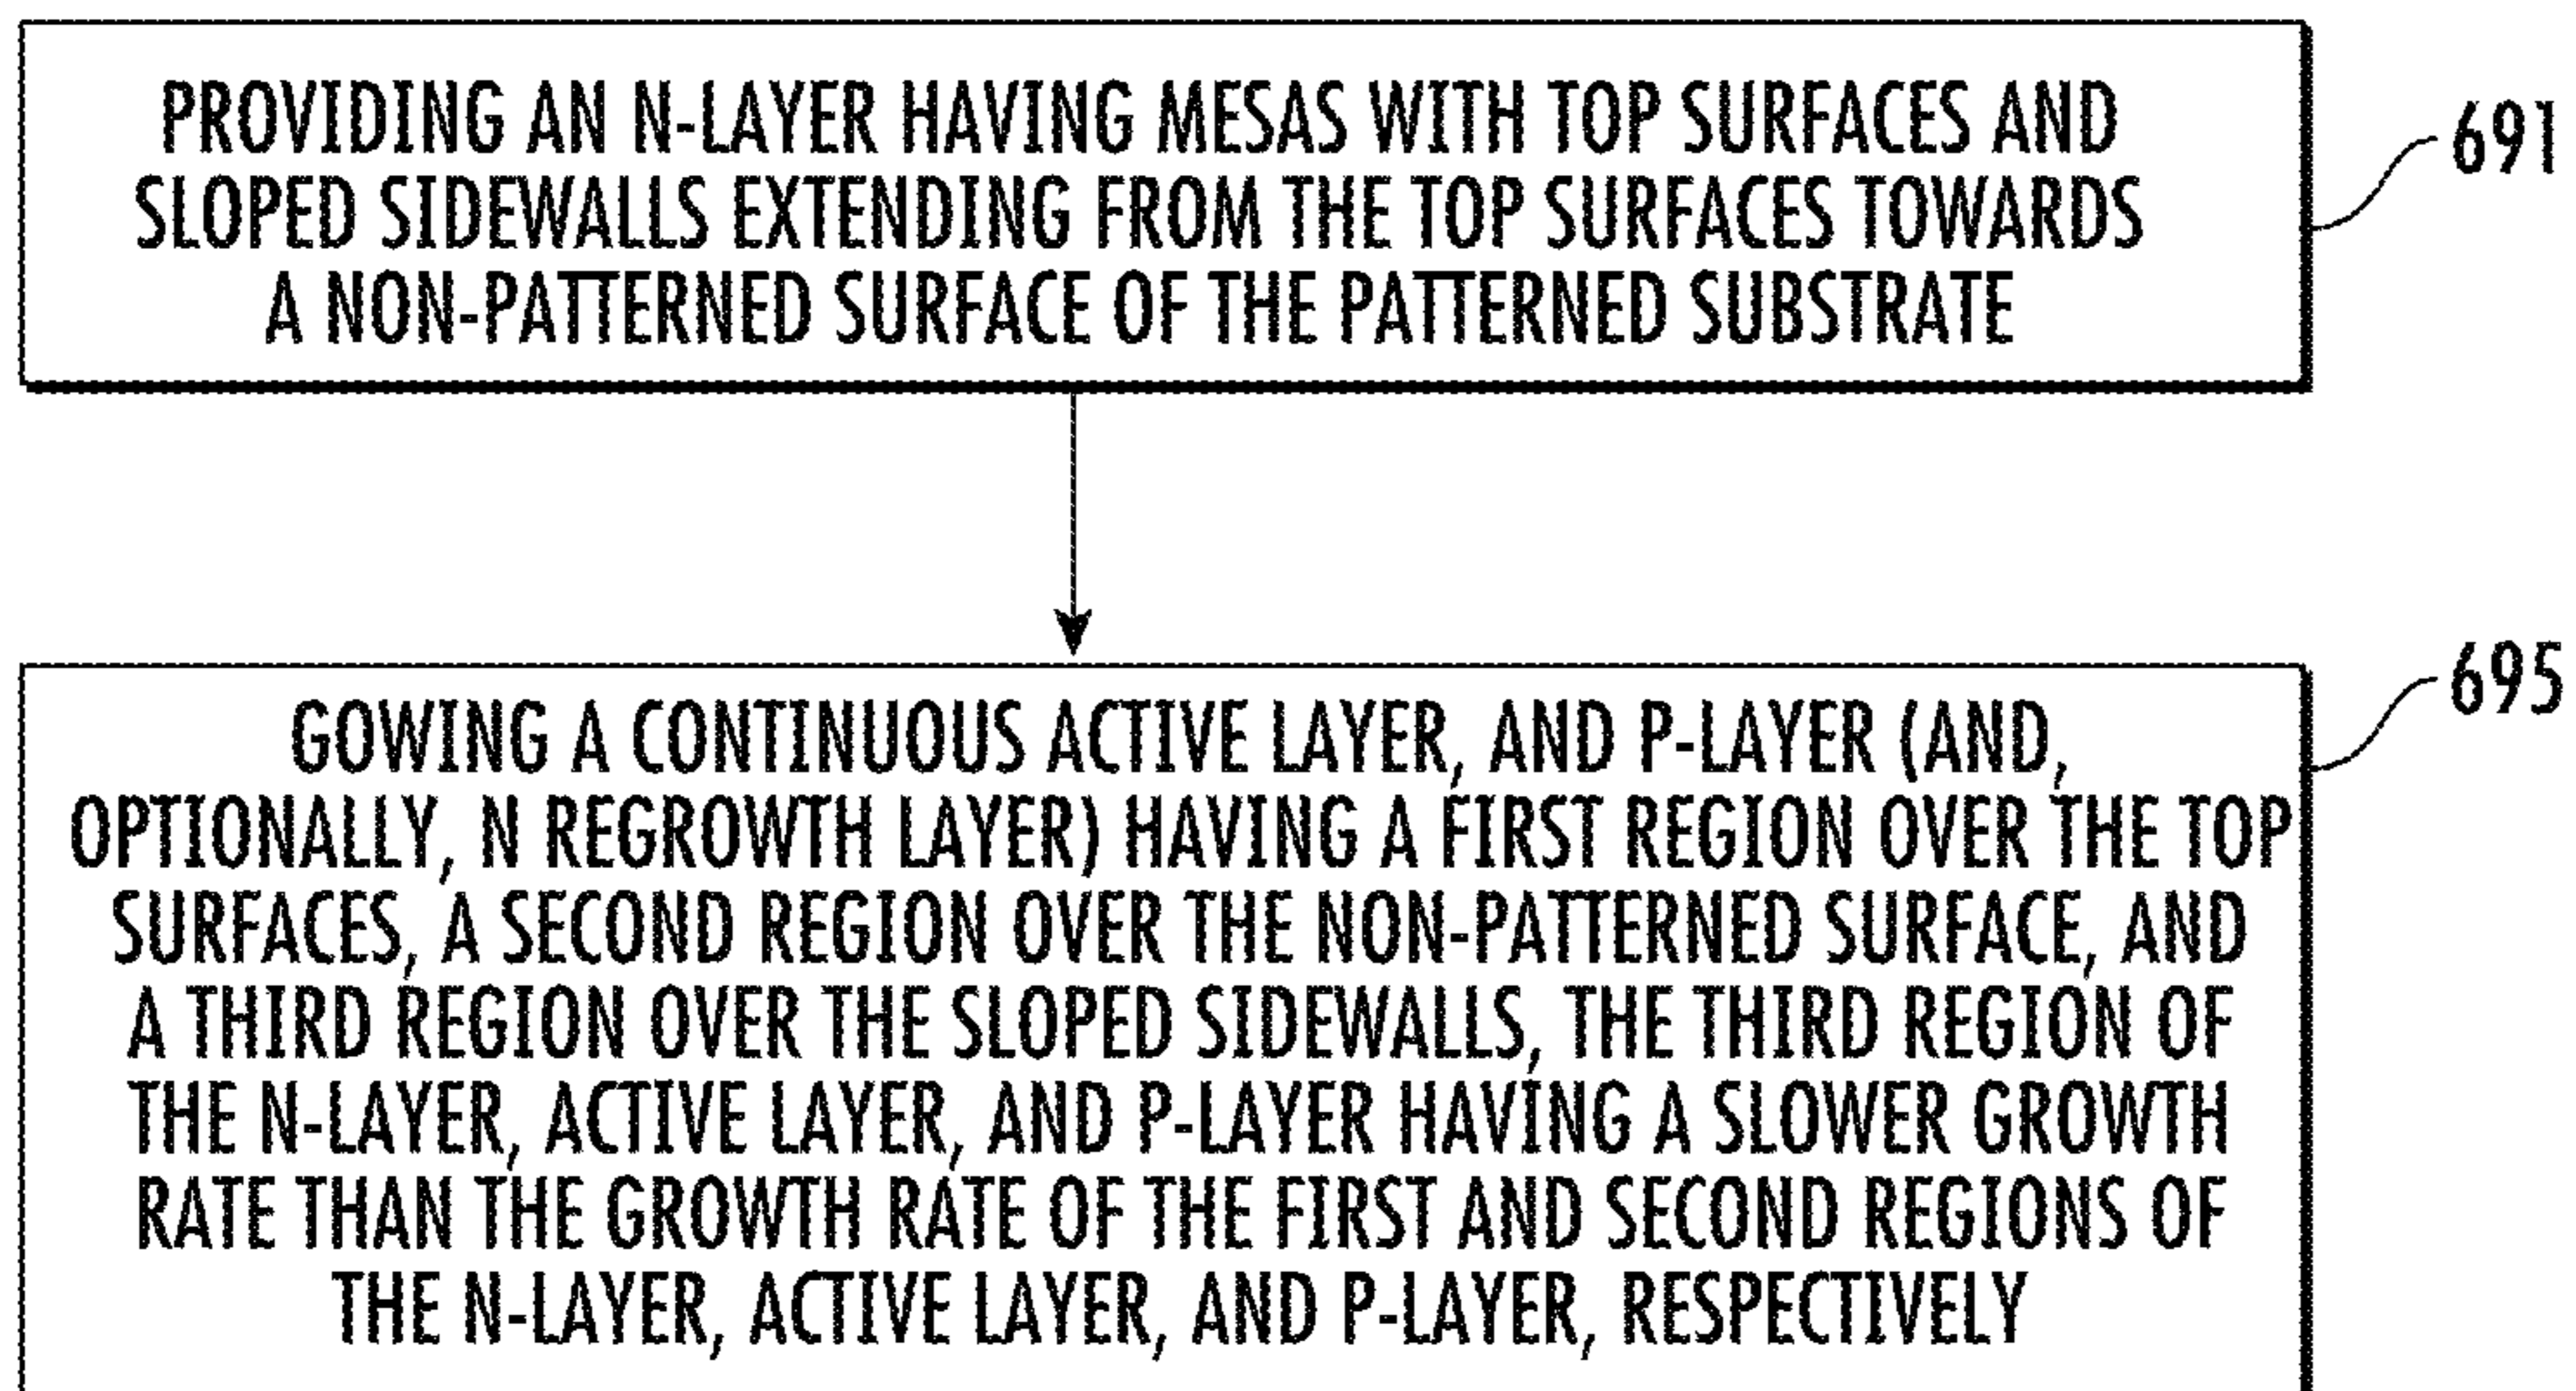 PROVIDING AN N-LAYER HAVING MESAS WITH TOP SURFACES AND
SLOPED SIDEWALLS EXTENDING FROM THE TOP SURFACES TOWARDS
A NON-PATTERNED SURFACE OF THE PATTERNED SUBSTRATE
691
GOWING A CONTINUOUS ACTIVE LAYER, AND P-LAYER (AND,
OPTIONALLY, N REGROWTH LAYER) HAVING A FIRST REGION OVER THE TOP
SURFACES, A SECOND REGION OVER THE NON-PATTERNED SURFACE, AND
A THIRD REGION OVER THE SLOPED SIDEWALLS, THE THIRD REGION OF
THE N-LAYER, ACTIVE LAYER, AND P-LAYER HAVING A SLOWER GROWTH
RATE THAN THE GROWTH RATE OF THE FIRST AND SECOND REGIONS OF
THE N-LAYER, ACTIVE LAYER, AND P-LAYER, RESPECTIVELY
695